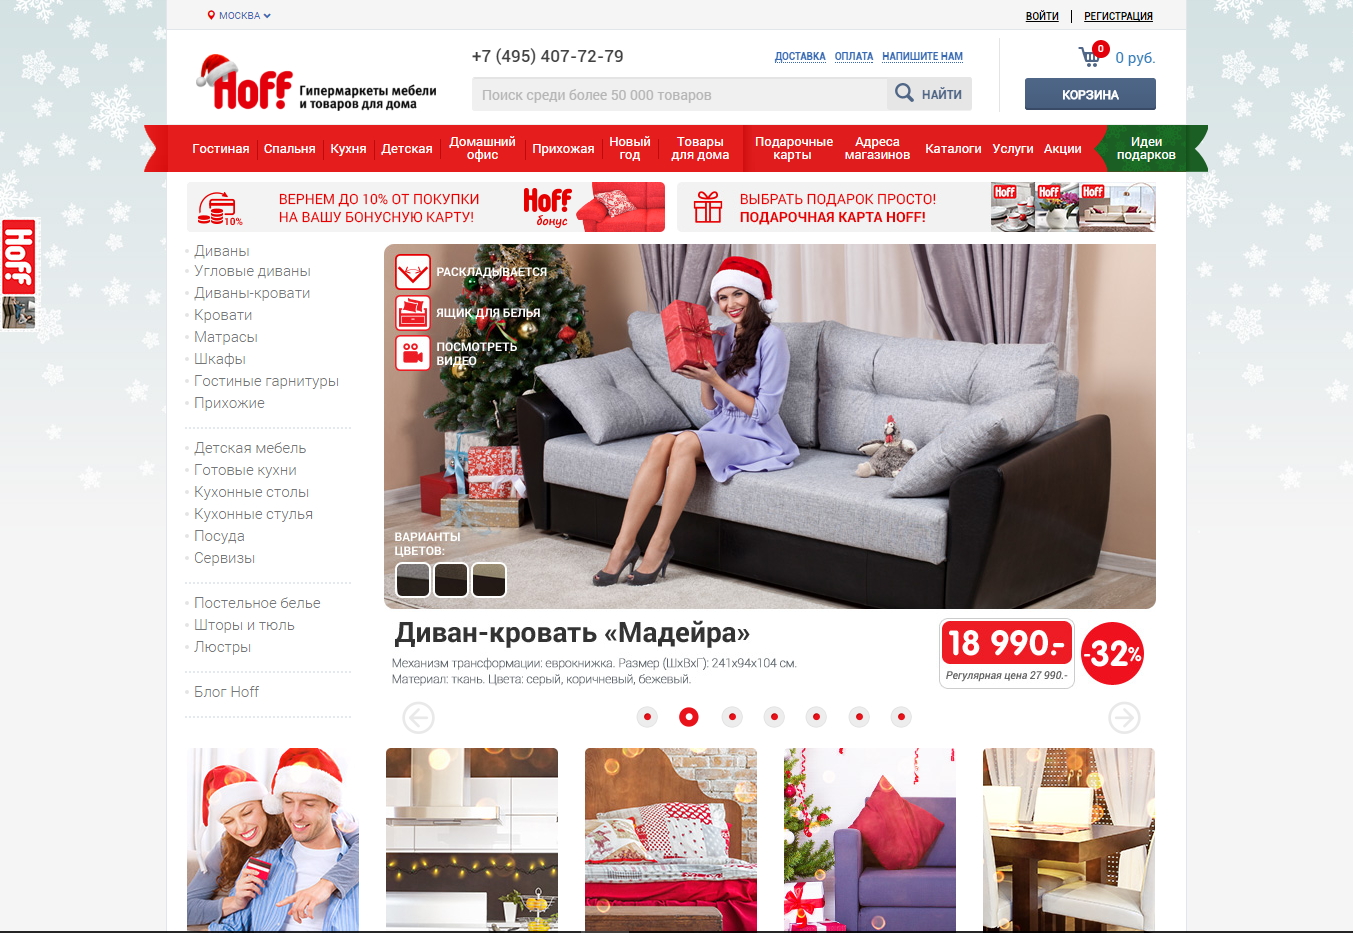 МОСКВА
ВОЙТИ
РЕГИСТРАЦИЯ
Hoff
Гипермаркеты мебели
и товаров для дома
+7 (495) 407-72-79
ДОСТАВКА ОПЛАТА НАПИШИТЕ НАМ
Поиск среди более 50 000 товаров
НАЙТИ
0
0 руб.
КОРЗИНА
Гостиная
Спальня
Кухня
Детская
Домашний
офис
Прихожая
Новый
год
Товары
для дома
Подарочные
карты
Адреса
магазинов
Каталоги
Услуги
Акции
Идеи
подарков
10%
ВЕРНЕМ ДО 10% ОТ ПОКУПКИ
НА ВАШУ БОНУСНУЮ КАРТУ!
Hoff
бонус
ВЫБРАТЬ ПОДАРОК ПРОСТО!
ПОДАРОЧНАЯ КАРТА HOFF!
Hoff
Hoff
Hoff
Hoff
Диваны
Угловые диваны
Диваны-кровати
Кровати
Матрасы
Шкафы
Гостиные гарнитуры
Прихожие
Детская мебель
Готовые кухни
Кухонные столы
Кухонные стулья
Посуда
Сервизы
Постельное белье
Шторы и тюль
Люстры
Блог Hoff
РАСКЛАДЫВАЕТСЯ
ЯЩИК ДЛЯ БЕЛЬЯ
ПОСМОТРЕТЬ
ВИДЕО
ВАРИАНТЫ
ЦВЕТОВ:
Диван-кровать «Мадейра»
Механизм трансформации: еврокнижка. Размер (ШхВхГ): 241х94х104 см.
Материал: ткань. Цвета: серый, коричневый, бежевый.
18 990.-
Регулярная цена 27 990.-
-32%